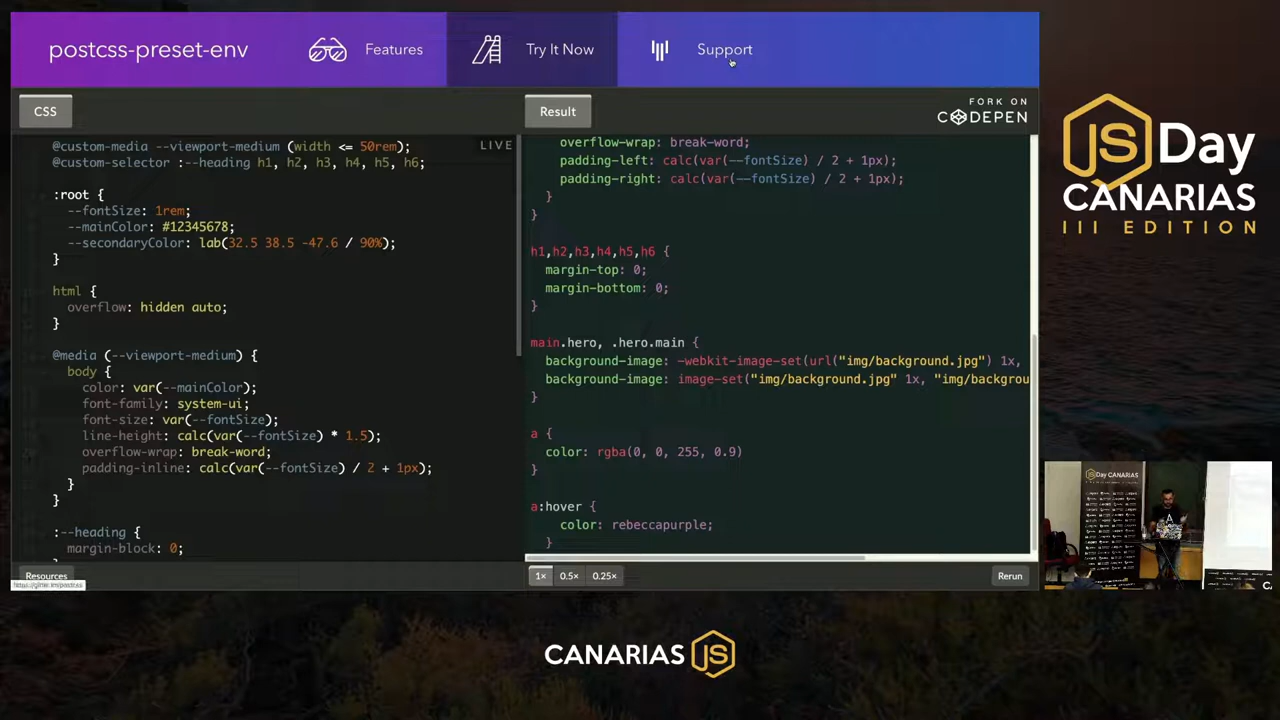 postcss-preset-env
Features
Try It Now
Support
CSS
Result
FORK ON
CODEPEN
LIVE
@custom-media --viewport-medium (width <= 50rem);
@custom-selector :--heading h1, h2, h3, h4, h5, h6;
:root {
--fontSize: 1rem;
--mainColor: #12345678;
--secondaryColor: lab(32.5 38.5 -47.6 / 90%);
}
html {
overflow: hidden auto;
}
@media (--viewport-medium) {
body {
color: var(--mainColor);
font-family: system-ui;
font-size: var(--fontSize);
line-height: calc(var(--fontSize) * 1.5);
overflow-wrap: break-word;
padding-inline: calc(var(--fontSize) / 2 + 1px);
}
}
:--heading {
margin-block: 0;
Resources
overflow-wrap: break-word;
padding-left: calc(var(--fontSize) / 2 + 1px);
padding-right: calc(var(--fontSize) / 2 + 1px);
}
}
h1,h2,h3,h4,h5,h6 {
margin-top: 0;
margin-bottom: 0;
}
main.hero, .hero.main {
background-image: -webkit-image-set(url("img/background.jpg") 1x,
background-image: image-set("img/background.jpg" 1x, "img/backgrou
}
a {
color: rgba(0, 0, 255, 0.9)
}
a:hover {
color: rebeccapurple;
}
1×
0.5×
0.25×
Rerun
JS Day
CANARIAS
III EDITION
JSDay CANARIAS
CANARIAS JS